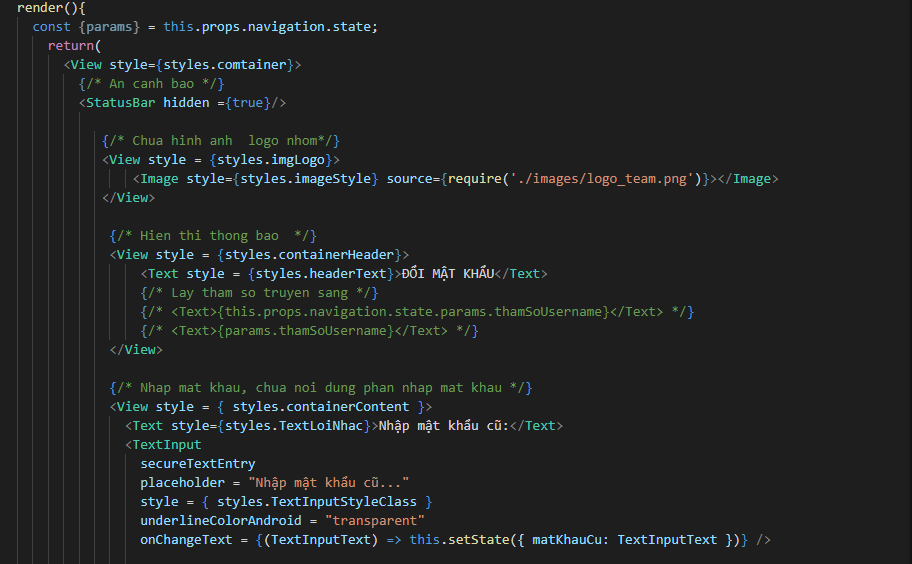 render(){
const {params} = this.props.navigation.state;
return(
<View style={styles.comtainer}>
{/* An canh bao */}
<StatusBar hidden ={true}/>
{/* Chua hinh anh  logo nhom*/}
<View style = {styles.imgLogo}>
<Image style={styles.imageStyle} source={require('./images/logo_team.png')}></Image>
</View>
{/* Hien thi thong bao  */}
<View style = {styles.containerHeader}>
<Text style = {styles.headerText}>ĐỔI MẬT KHẨU</Text>
{/* Lay tham so truyen sang */}
{/* <Text>{this.props.navigation.state.params.thamSoUsername}</Text> */}
{/* <Text>{params.thamSoUsername}</Text> */}
</View>
{/* Nhap mat khau, chua noi dung phan nhap mat khau */}
<View style = { styles.containerContent }>
<Text style={styles.TextLoiNhac}>Nhập mật khẩu cũ:</Text>
<TextInput
secureTextEntry
placeholder = "Nhập mật khẩu cũ..."
style = { styles.TextInputStyleClass }
underlineColorAndroid = "transparent"
onChangeText = {(TextInputText) => this.setState({ matKhauCu: TextInputText })} />